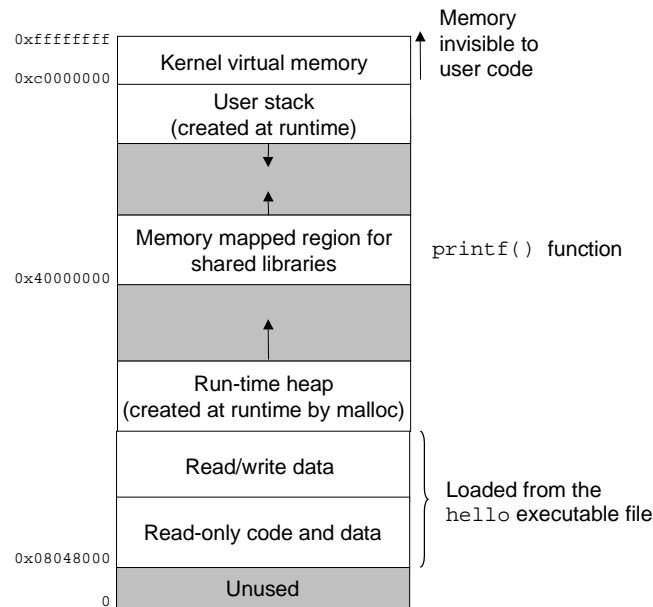 0xffffffff
Memory
invisible to
user code
Kernel virtual memory
0xc0000000
User stack
(created at runtime)
Memory mapped region for
shared libraries
printf() function
0x40000000
Run-time heap
(created at runtime by malloc)
Read/write data
Loaded from the
hello executable file
Read-only code and data
0x08048000
Unused
0